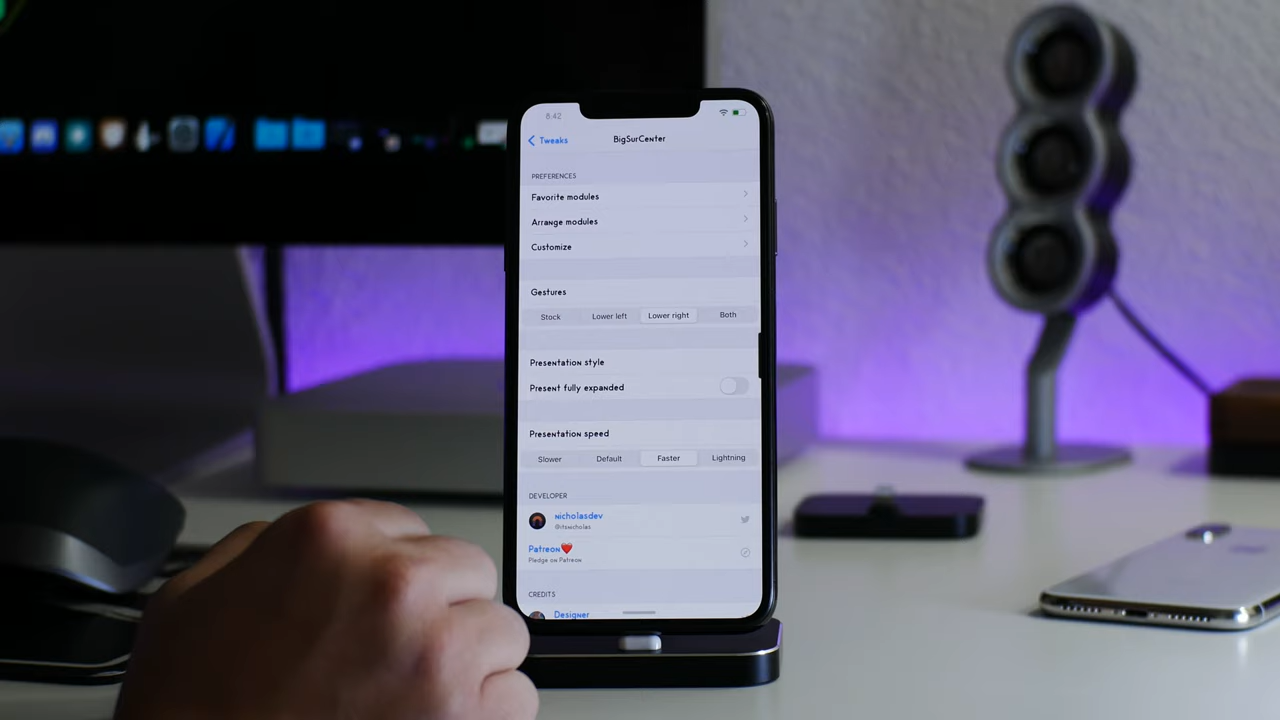 8:42
Tweaks BigSurCenter
PREFERENCES
Favorite modules
Arrange modules
Customize
Gestures
Stock Lower left Lower right Both
Presentation style
Present fully expanded
Presentation speed
Slower Default Faster Lightning
DEVELOPER
Nicholasdev
@itsnicholas
Patreon❤️
Pledge on Patreon
CREDITS
Designer